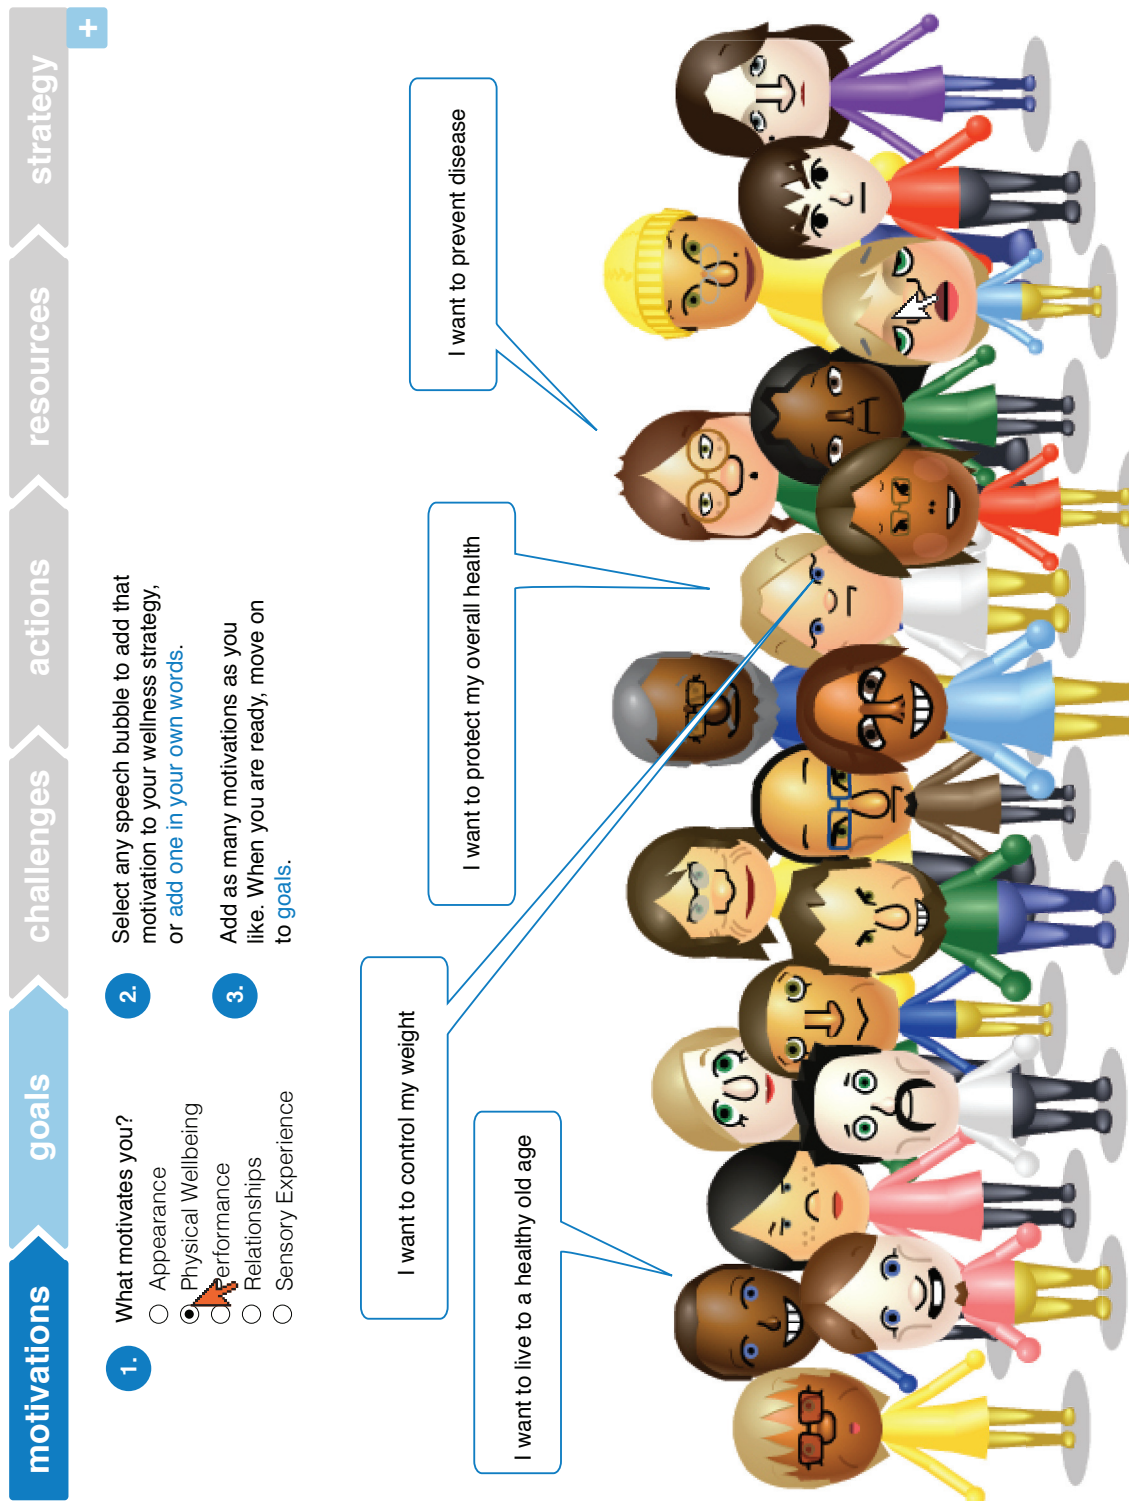 motivations
goals
challenges
actions
resources
strategy
+
1.
What motivates you?
Appearance
Physical Wellbeing
Performance
Relationships
Sensory Experience
2.
Select any speech bubble to add that
motivation to your wellness strategy,
or add one in your own words.
3.
Add as many motivations as you
like. When you are ready, move on
to goals.
I want to live to a healthy old age
I want to control my weight
I want to protect my overall health
I want to prevent disease